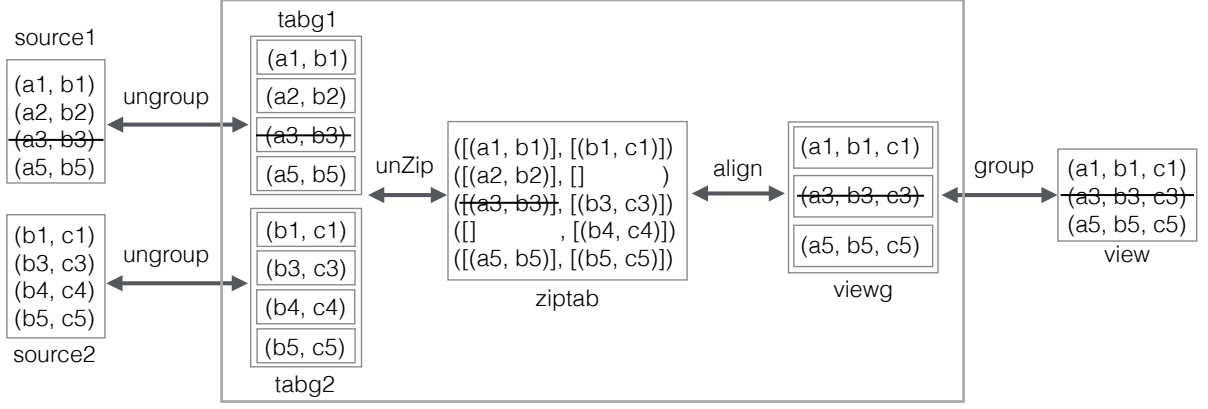 source1
(a1, b1)
(a2, b2)
(a3, b3)
(a5, b5)
ungroup
tabg1
(a1, b1)
(a2, b2)
(a3, b3)
(a5, b5)
source2
(b1, c1)
(b3, c3)
(b4, c4)
(b5, c5)
ungroup
tabg2
(b1, c1)
(b3, c3)
(b4, c4)
(b5, c5)
unZip
ziptab
([(a1, b1)], [(b1, c1)])
([(a2, b2)], [] )
([(a3, b3)], [(b3, c3)])
([] , [(b4, c4)])
([(a5, b5)], [(b5, c5)])
align
(a1, b1, c1)
(a3, b3, c3)
(a5, b5, c5)
viewg
group
(a1, b1, c1)
(a3, b3, c3)
(a5, b5, c5)
view